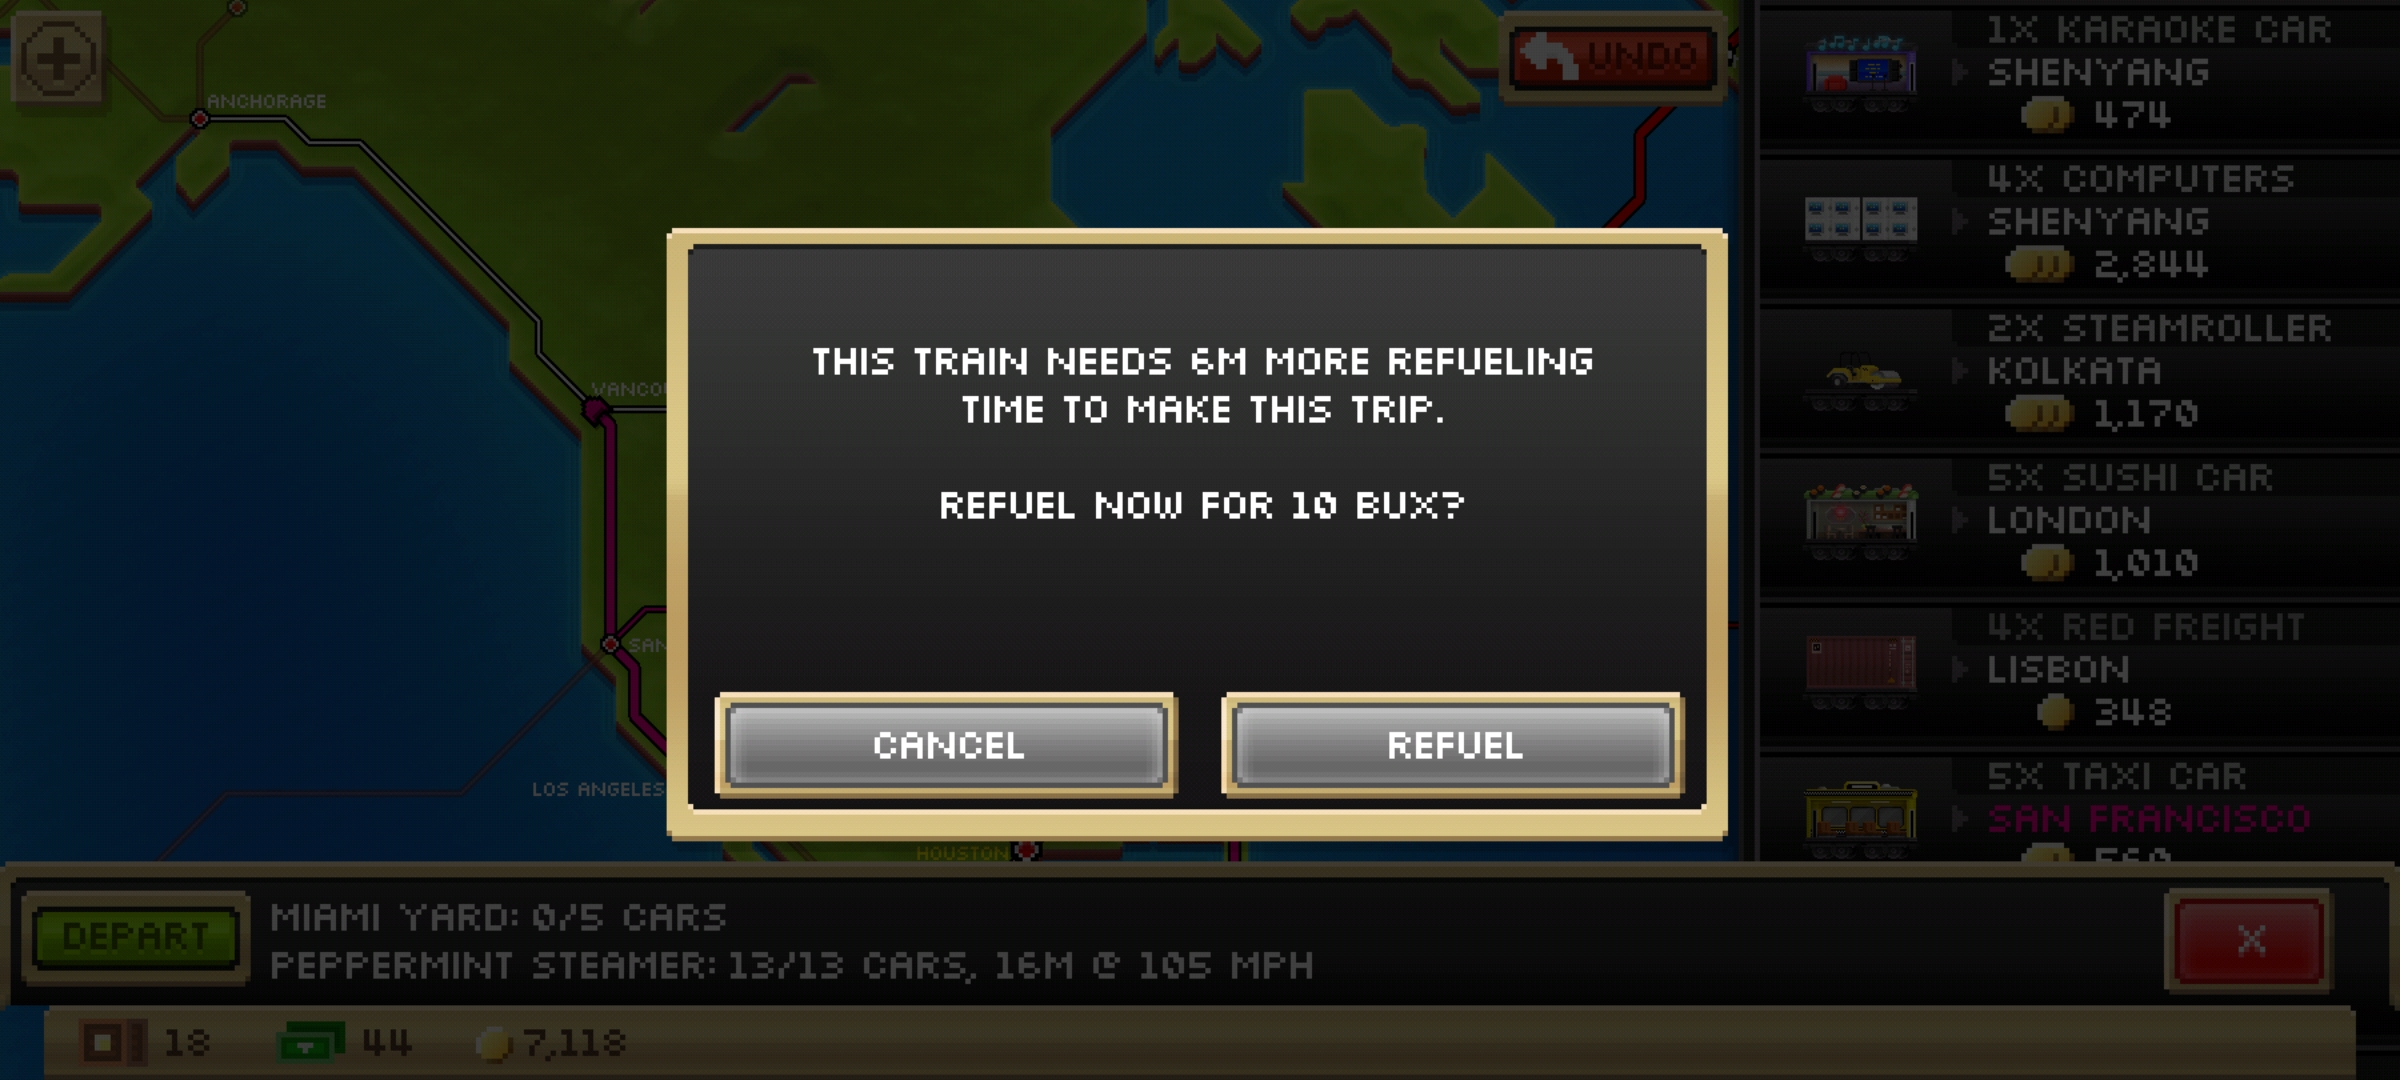 ANCHORAGE
UNDO
LOS ANGELES
HOUSTON
THIS TRAIN NEEDS 6M MORE REFUELING
TIME TO MAKE THIS TRIP.
REFUEL NOW FOR 10 BUX?
CANCEL
REFUEL
1X KARAOKE CAR
SHENYANG
474
4X COMPUTERS
SHENYANG
2,844
2X STEAMROLLER
KOLKATA
1,170
5X SUSHI CAR
LONDON
1,010
4X RED FREIGHT
LISBON
348
5X TAXI CAR
SAN FRANCISCO
DEPART
MIAMI YARD: 0/5 CARS
PEPPERMINT STEAMER: 13/13 CARS, 16M @ 105 MPH
X
18
44
7,118